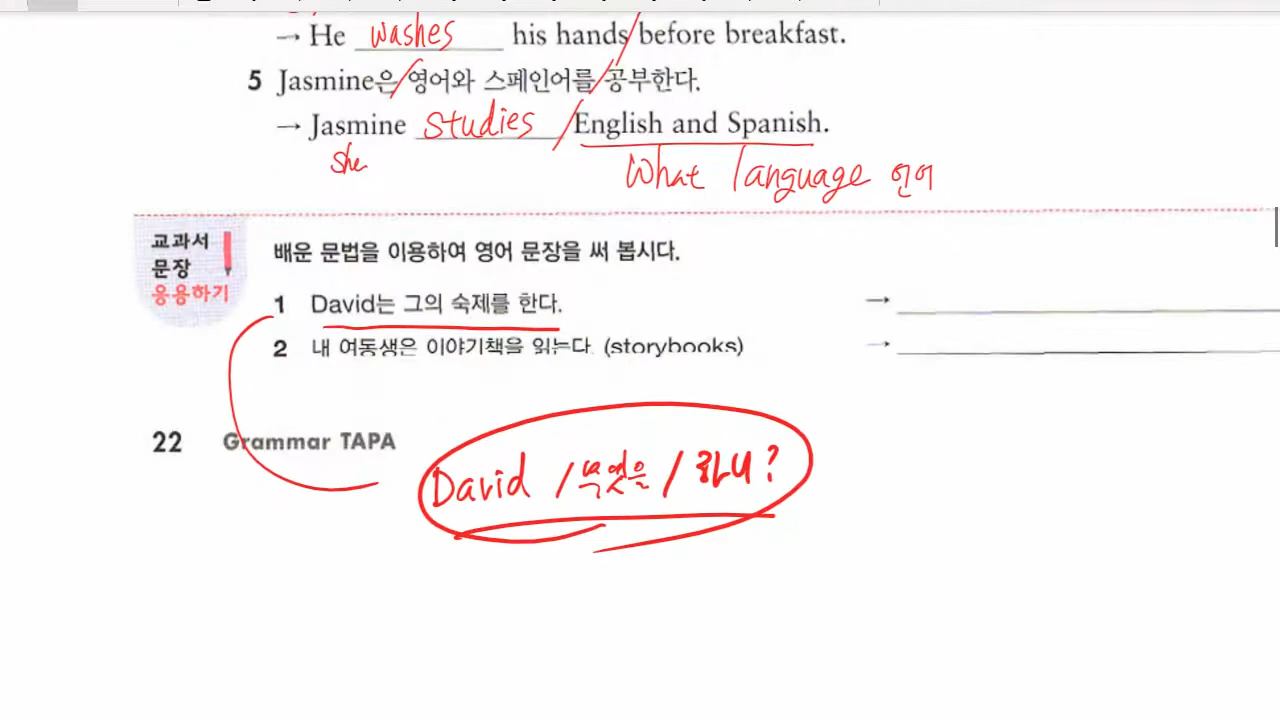 → He washes his hands / before breakfast.
5 Jasmine은 / 영어와 스페인어를 / 공부한다.
→ Jasmine studies / English and Spanish.
she What language 언어
교과서
문장
응용하기
배운 문법을 이용하여 영어 문장을 써 봅시다.
1 David는 그의 숙제를 한다. →
2 내 여동생은 이야기책을 읽는다. (storybooks) →
22 Grammar TAPA
David / 무엇을 / 하니?